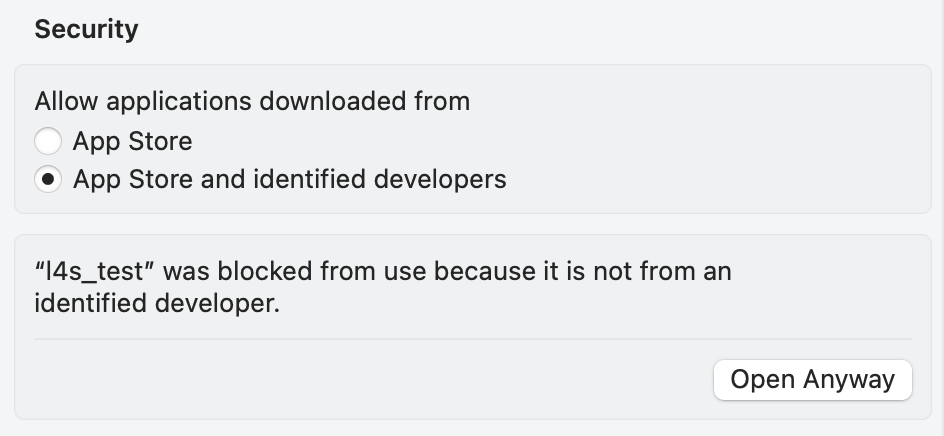 Security
Allow applications downloaded from
App Store
App Store and identified developers
“l4s_test” was blocked from use because it is not from an
identified developer.
Open Anyway